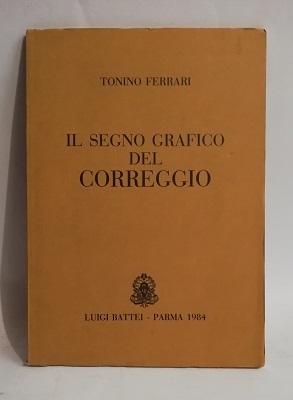 TONINO FERRARI
IL SEGNO GRAFICO
DEL
CORREGGIO
LUIGI BATTEI - PARMA 1984